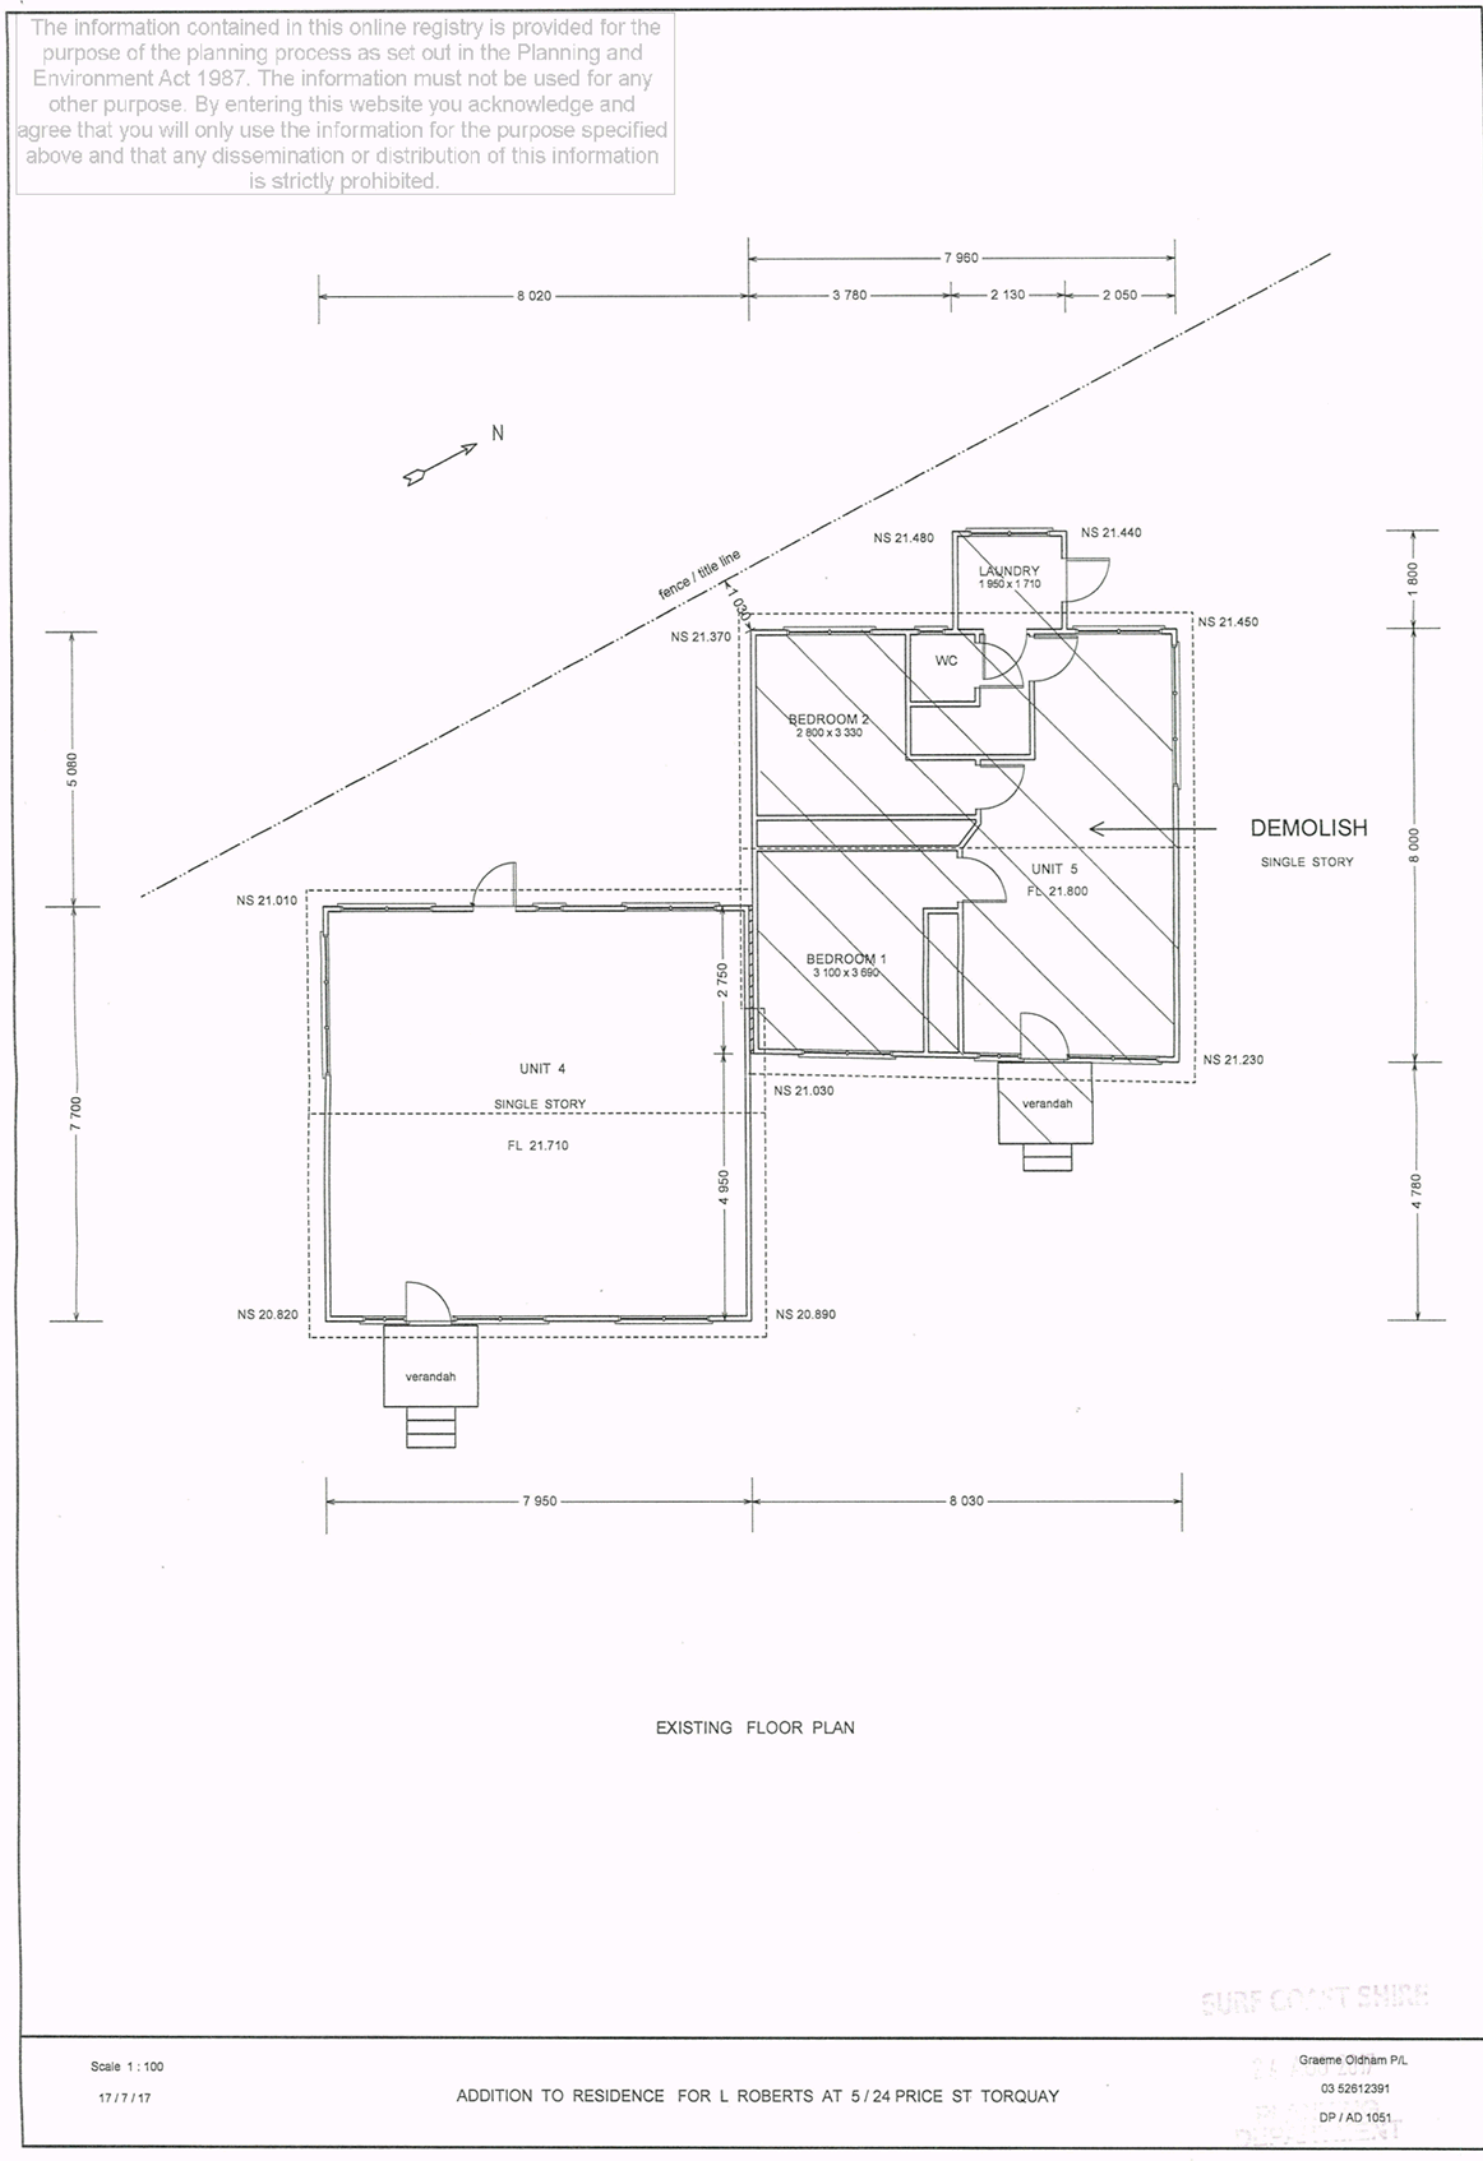 The information contained in this online registry is provided for the
purpose of the planning process as set out in the Planning and
Environment Act 1987. The information must not be used for any
other purpose. By entering this website you acknowledge and
agree that you will only use the information for the purpose specified
above and that any dissemination or distribution of this information
is strictly prohibited.
7 960
8 020
3 780
2 130
2 050
N
NS 21.480
NS 21.440
fence / title line
1 030
LAUNDRY
1 950 x 1 710
1 800
NS 21.370
NS 21.450
WC
BEDROOM 2
2 800 x 3 330
5 080
DEMOLISH
SINGLE STORY
8 000
UNIT 5
FL 21.800
NS 21.010
BEDROOM 1
3 100 x 3 690
2 750
UNIT 4
SINGLE STORY
FL 21.710
7 700
NS 21.030
NS 21.230
verandah
4 950
4 780
NS 20.820
NS 20.890
verandah
7 950
8 030
EXISTING FLOOR PLAN
SURF COAST SHIRE
Scale 1 : 100
17 / 7 / 17
ADDITION TO RESIDENCE FOR L ROBERTS AT 5 / 24 PRICE ST TORQUAY
Graeme Oldham P/L
03 52612391
DP / AD 1051